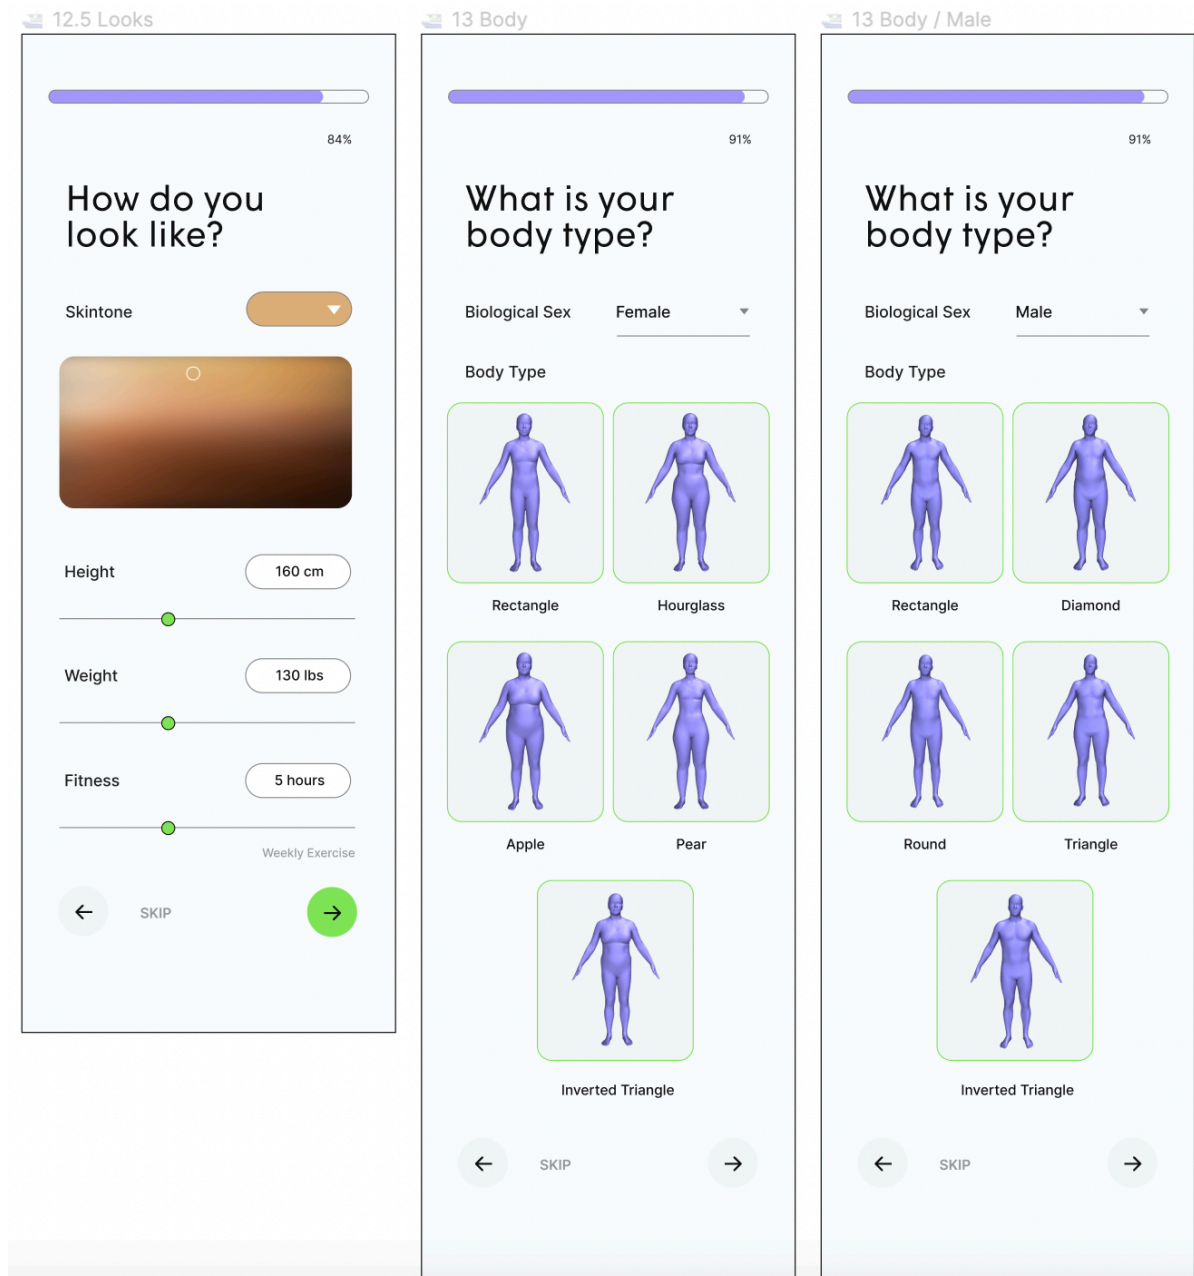 12.5 Looks
84%
How do you
look like?
Skintone
Height
160 cm
Weight
130 lbs
Fitness
5 hours
Weekly Exercise
SKIP
13 Body
91%
What is your
body type?
Biological Sex
Female
Body Type
Rectangle
Hourglass
Apple
Pear
Inverted Triangle
SKIP
13 Body / Male
91%
What is your
body type?
Biological Sex
Male
Body Type
Rectangle
Diamond
Round
Triangle
Inverted Triangle
SKIP